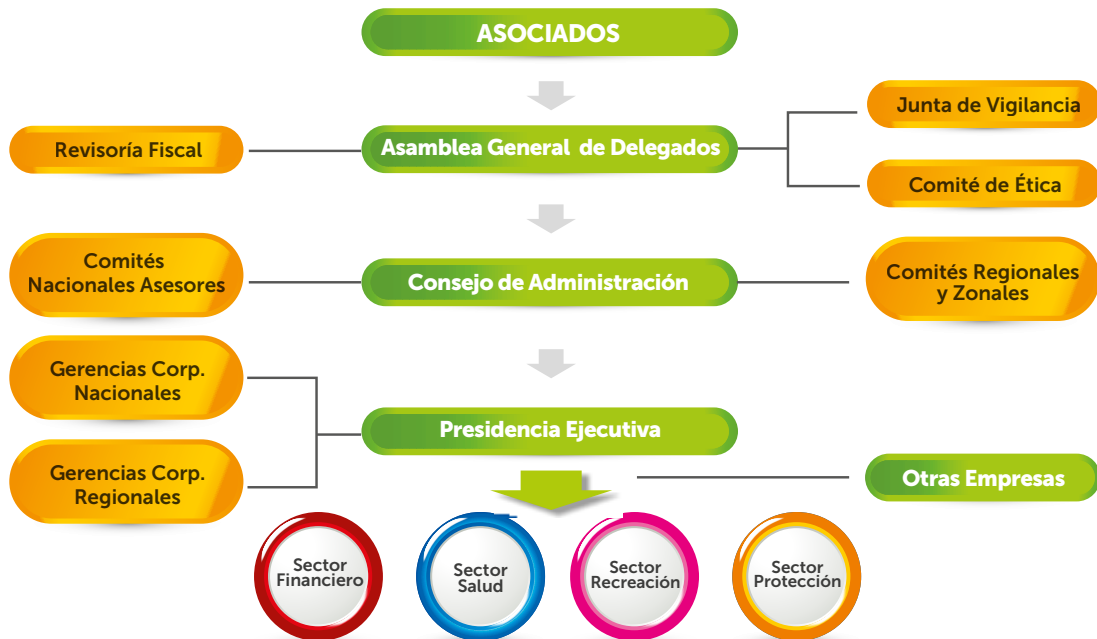 ASOCIADOS
Junta de Vigilancia
Revisoría Fiscal
Asamblea General de Delegados
Comité de Ética
Comités
Nacionales Asesores
Consejo de Administración
Comités Regionales
y Zonales
Gerencias Corp.
Nacionales
Presidencia Ejecutiva
Gerencias Corp.
Regionales
Otras Empresas
Sector
Financiero
Sector
Salud
Sector
Recreación
Sector
Protección